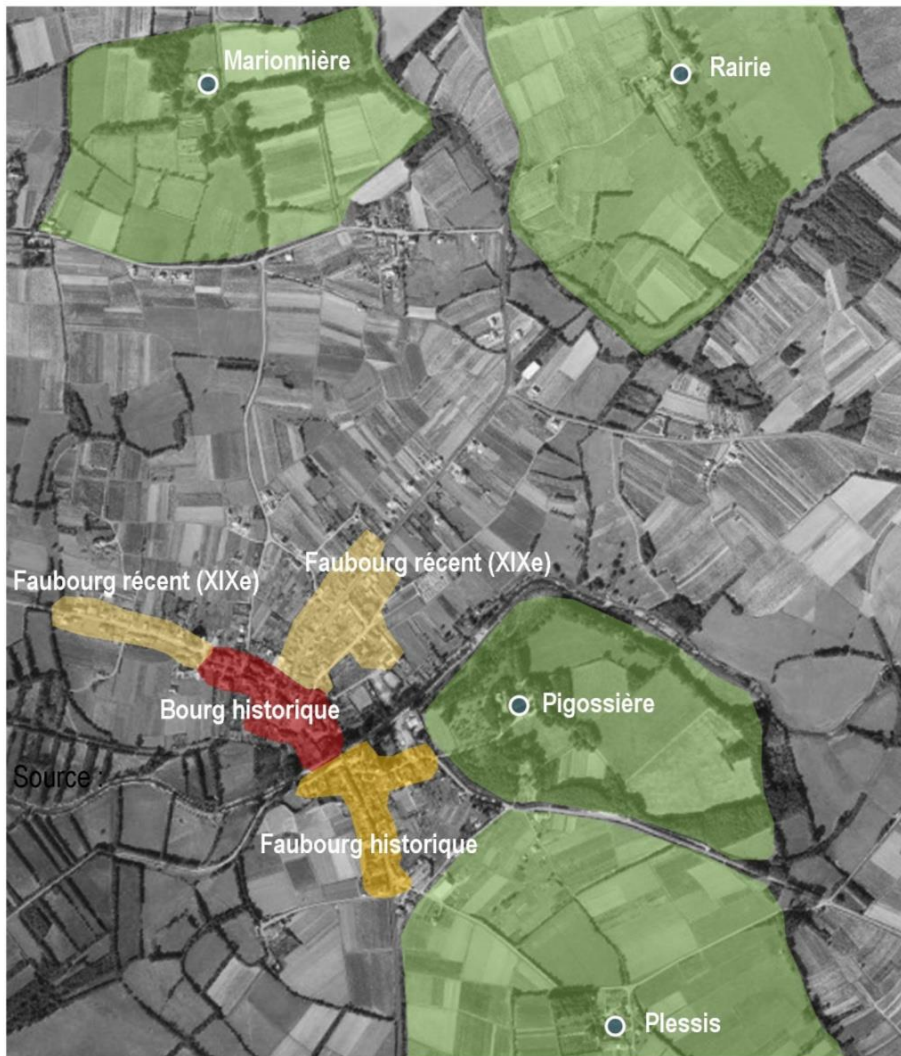 Marionnière
Rairie
Faubourg récent (XIXe)
Faubourg récent (XIXe)
Pigossière
Bourg historique
Source :
Faubourg historique
Plessis